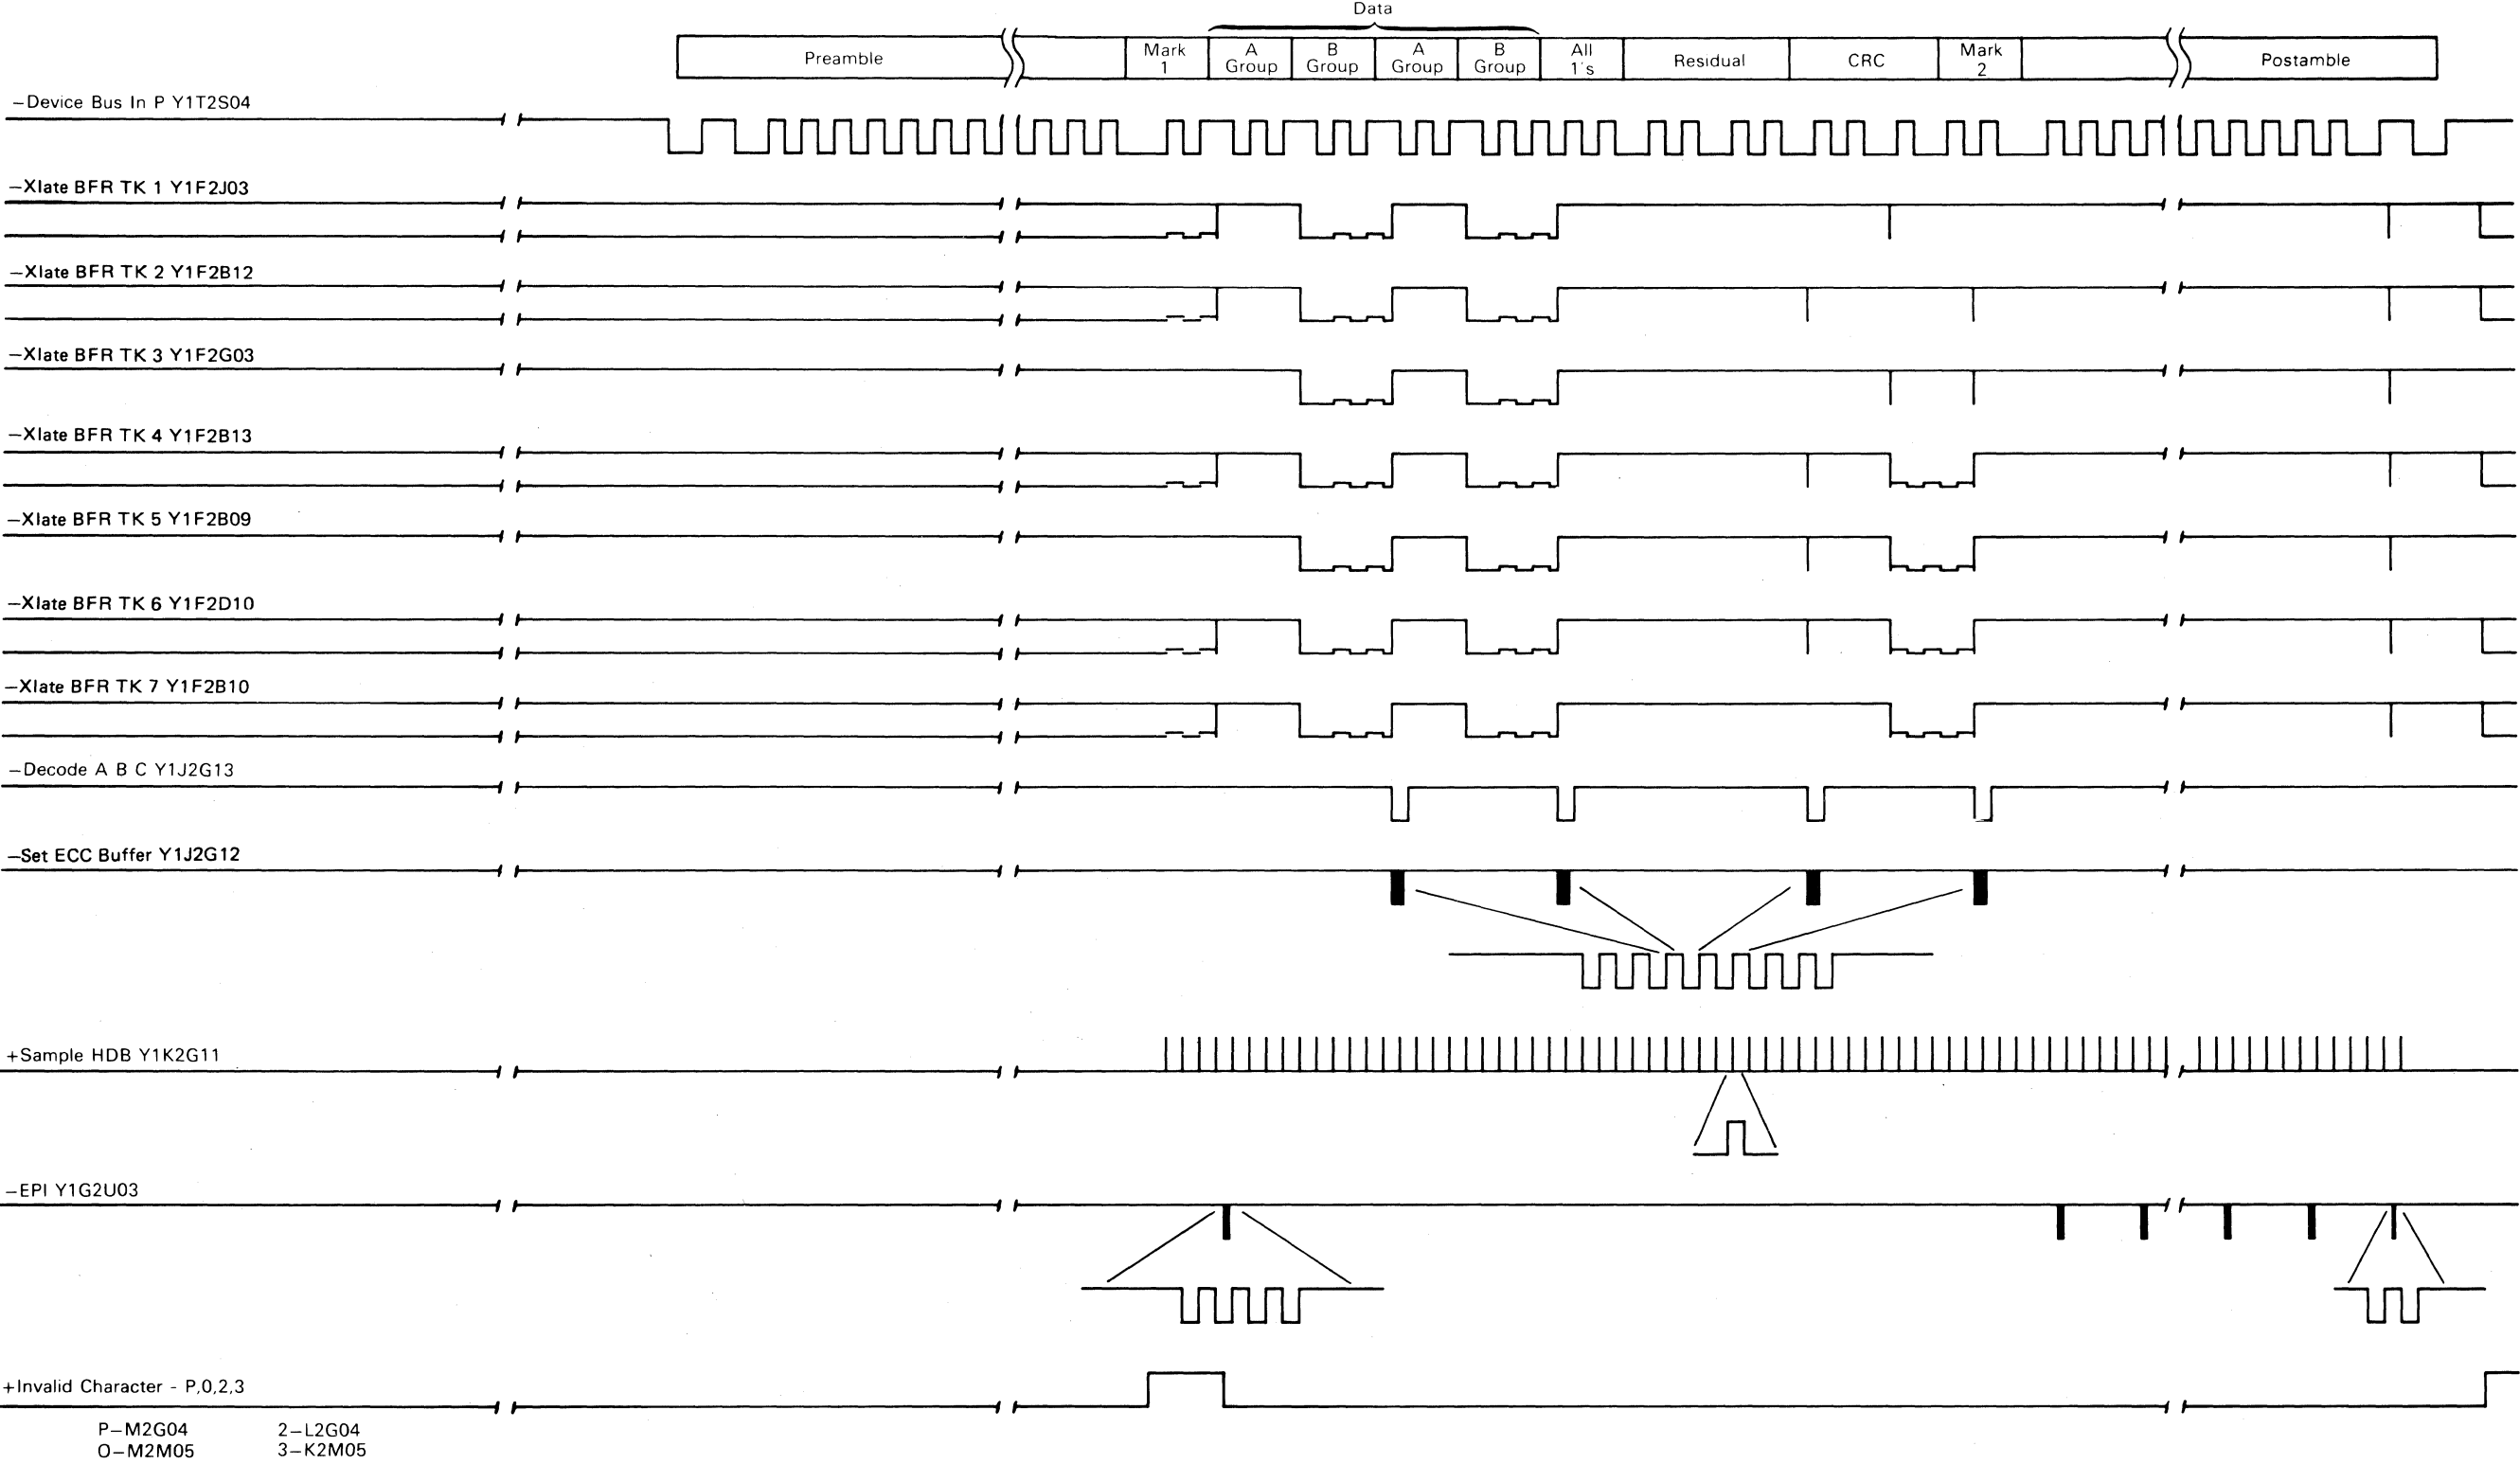 Data
Preamble
Mark 1
A Group
B Group
A Group
B Group
All 1's
Residual
CRC
Mark 2
Postamble
−Device Bus In P Y1T2S04
−Xlate BFR TK 1 Y1F2J03
−Xlate BFR TK 2 Y1F2B12
−Xlate BFR TK 3 Y1F2G03
−Xlate BFR TK 4 Y1F2B13
−Xlate BFR TK 5 Y1F2B09
−Xlate BFR TK 6 Y1F2D10
−Xlate BFR TK 7 Y1F2B10
−Decode A B C Y1J2G13
−Set ECC Buffer Y1J2G12
+Sample HDB Y1K2G11
−EPI Y1G2U03
+Invalid Character - P,0,2,3
P−M2G04 2−L2G04
O−M2M05 3−K2M05